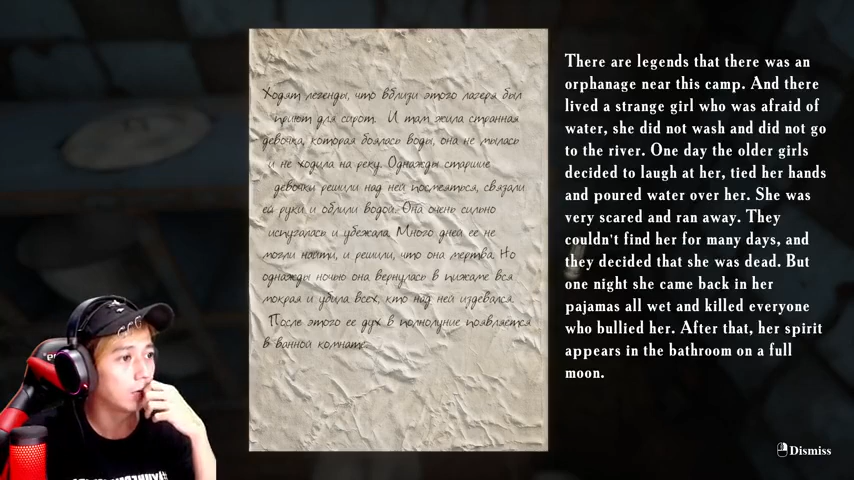 Ходят легенды, что вблизи этого лагеря был
приют для сирот. И там жила странная
девочка, которая боялась воды, она не мылась
и не ходила на реку. Однажды старшие
девочки решили над ней посмеяться, связали
ей руки и облили водой. Она очень сильно
испугалась и убежала. Много дней ее не
могли найти, и решили, что она мертва. Но
однажды ночью она вернулась в пижаме вся
мокрая и убила всех, кто над ней издевался.
После этого ее дух в полнолуние появляется
в ванной комнате.
There are legends that there was an
orphanage near this camp. And there
lived a strange girl who was afraid of
water, she did not wash and did not go
to the river. One day the older girls
decided to laugh at her, tied her hands
and poured water over her. She was
very scared and ran away. They
couldn't find her for many days, and
they decided that she was dead. But
one night she came back in her
pajamas all wet and killed everyone
who bullied her. After that, her spirit
appears in the bathroom on a full
moon.
Dismiss